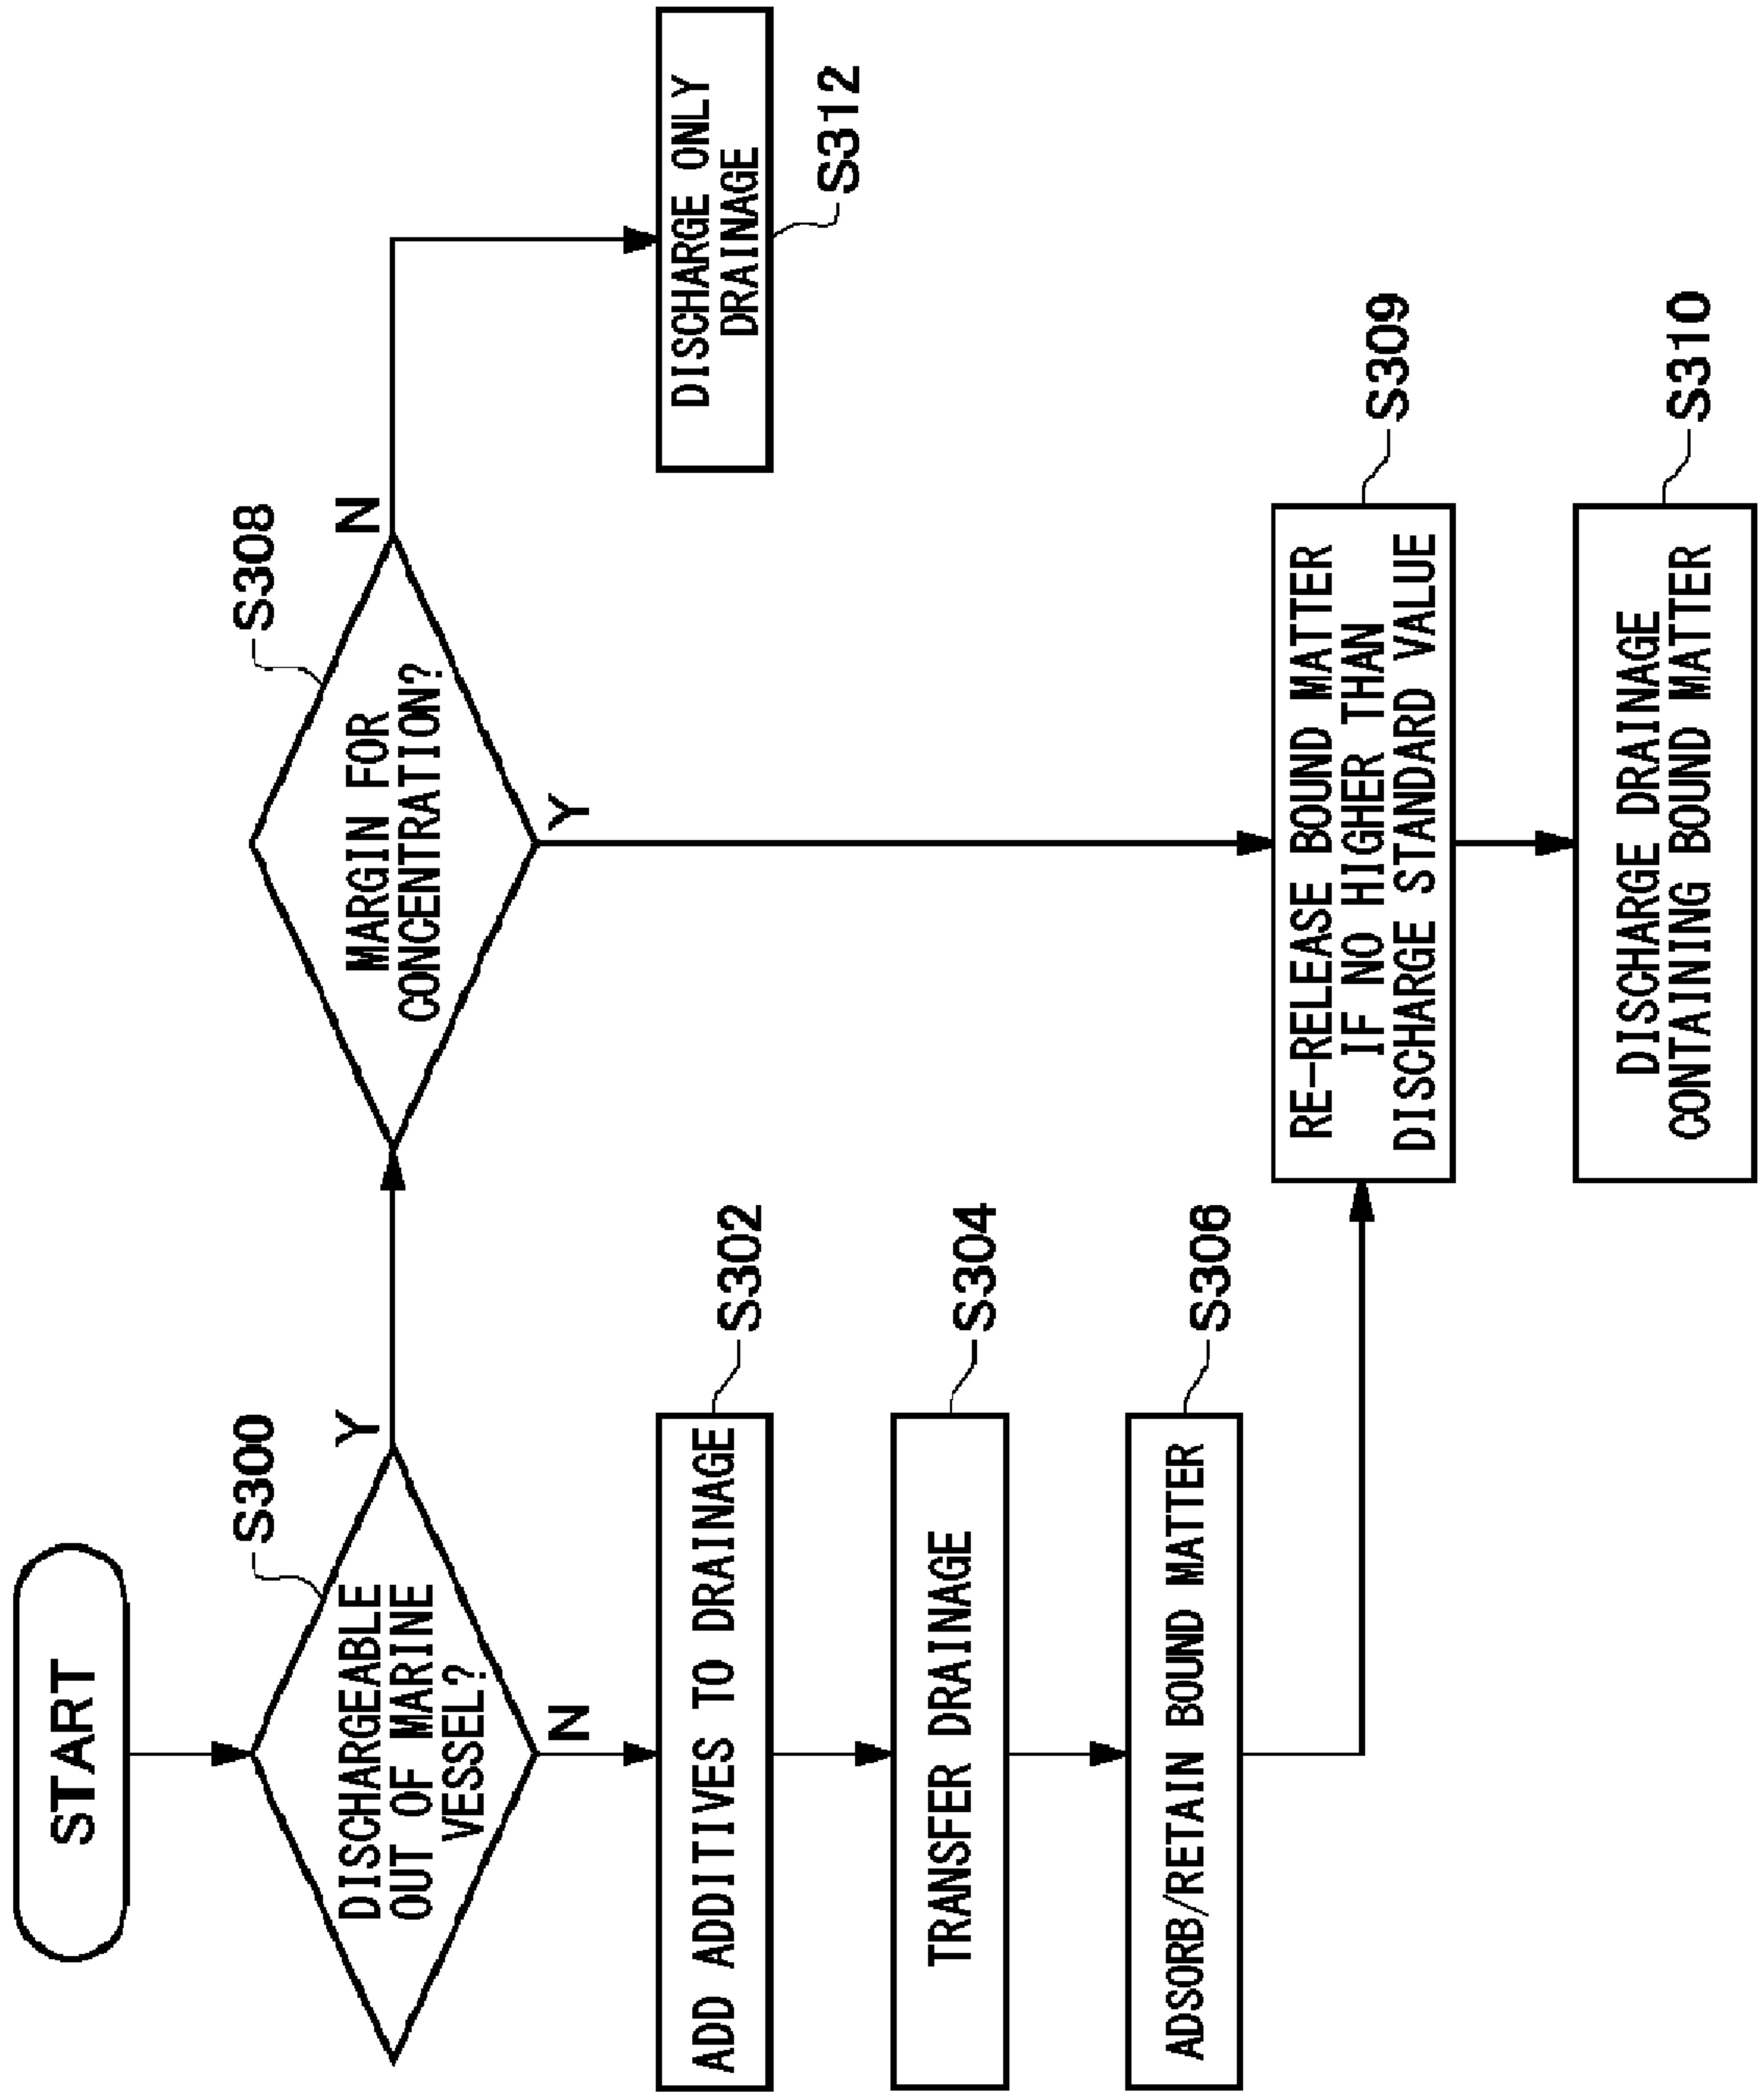 START
S300
DISCHARGEABLE
OUT OF MARINE
VESSEL?
Y
N
S308
MARGIN FOR
CONCENTRATION?
N
Y
S302
ADD ADDITIVES TO DRAINAGE
DISCHARGE ONLY
DRAINAGE
S312
S304
TRANSFER DRAINAGE
S306
ADSORB/RETAIN BOUND MATTER
S309
RE-RELEASE BOUND MATTER
IF NO HIGHER THAN
DISCHARGE STANDARD VALUE
S310
DISCHARGE DRAINAGE
CONTAINING BOUND MATTER